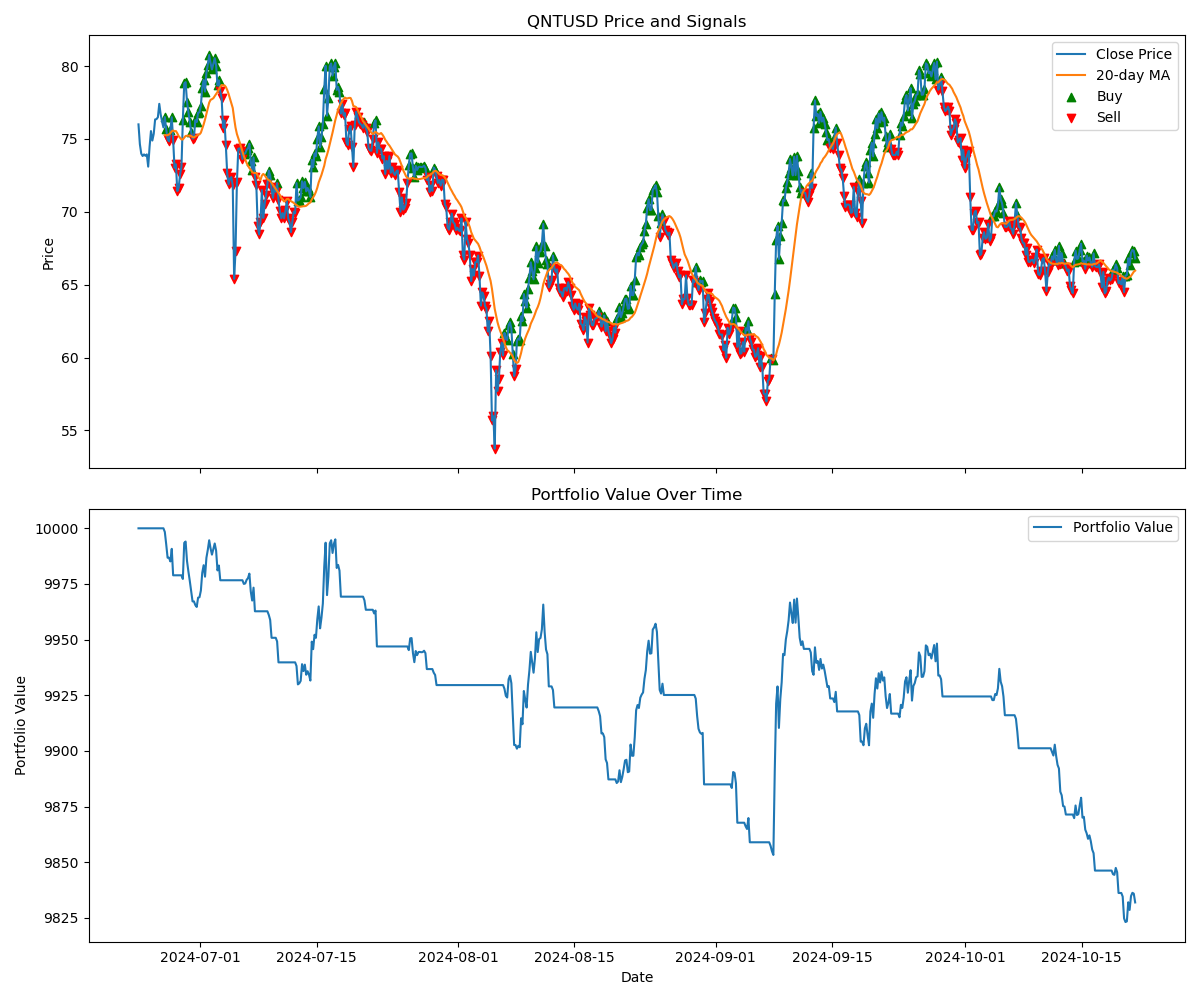 QNTUSD Price and Signals
Close Price
20-day MA
Buy
Sell
80
75
70
65
60
55
Price
Portfolio Value Over Time
Portfolio Value
10000
9975
9950
9925
9900
9875
9850
9825
Portfolio Value
2024-07-01
2024-07-15
2024-08-01
2024-08-15
2024-09-01
2024-09-15
2024-10-01
2024-10-15
Date